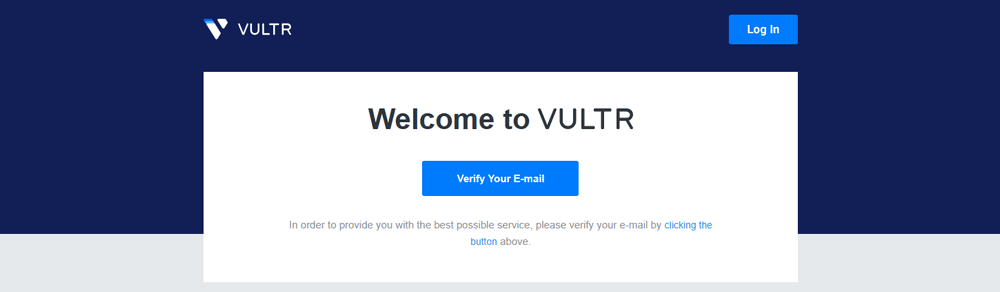 VULTR
Log In
Welcome to VULTR
Verify Your E-mail
In order to provide you with the best possible service, please verify your e-mail by clicking the
button above.